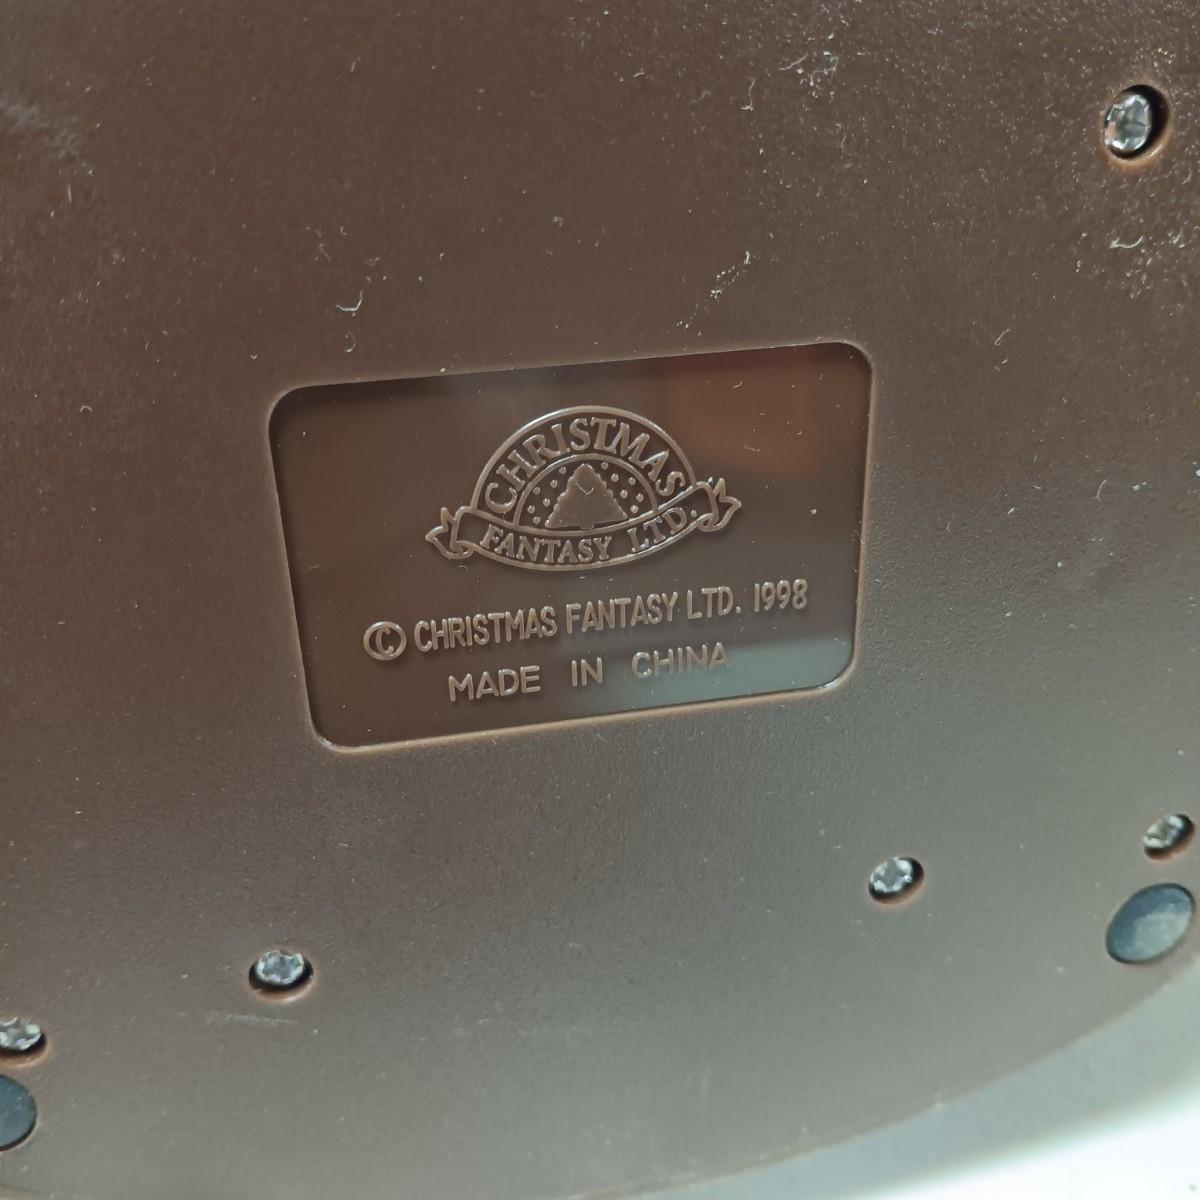 CHRISTMAS
FANTASY LTD.
© CHRISTMAS FANTASY LTD. 1998
MADE IN CHINA